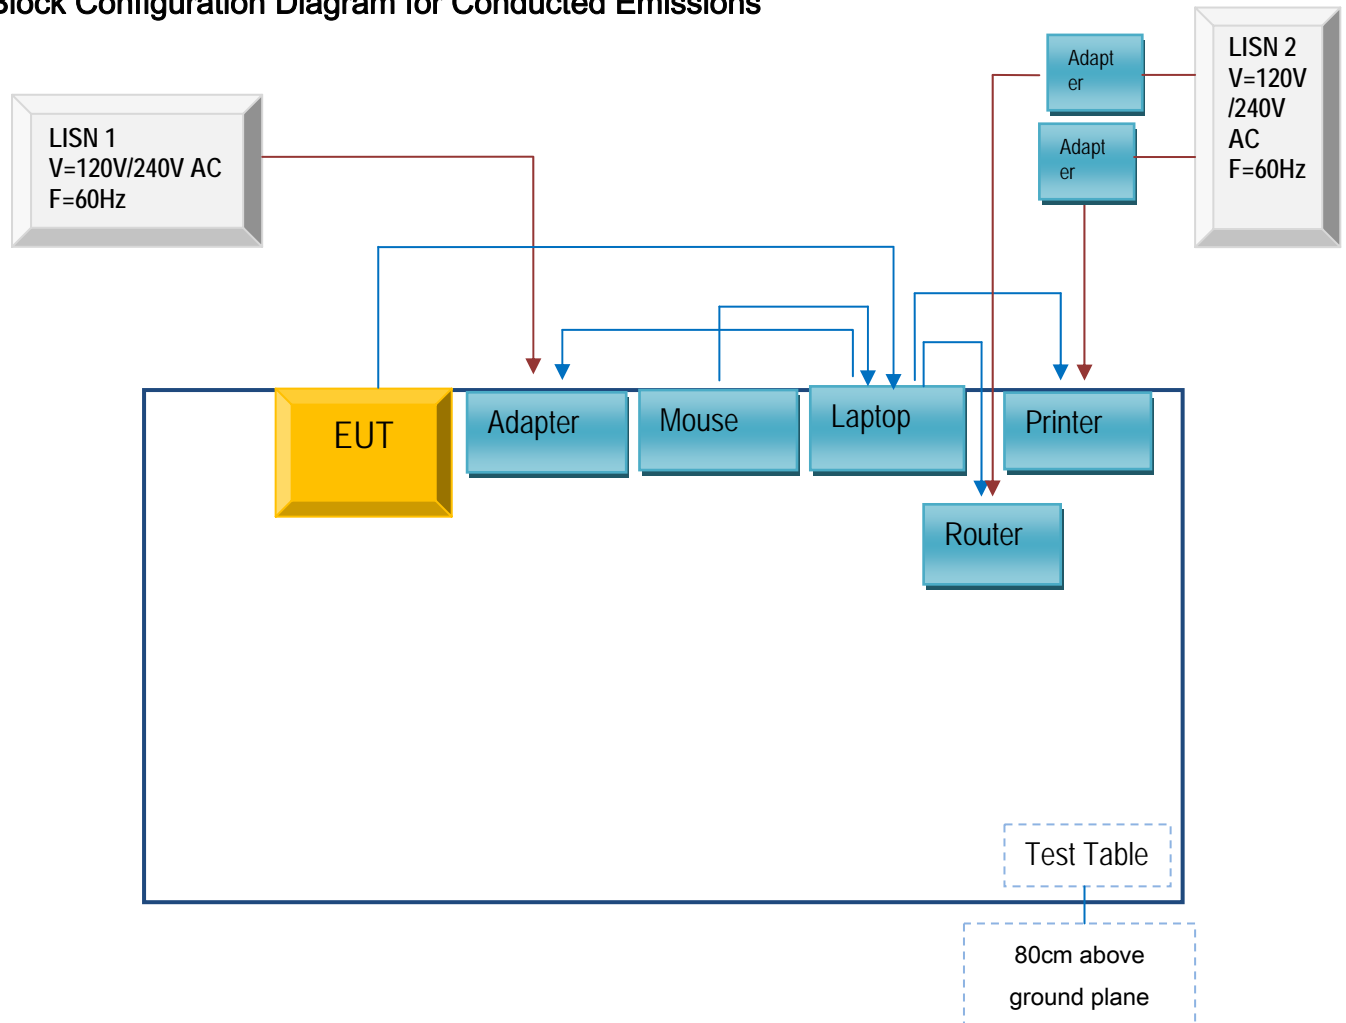 Block Configuration Diagram for Conducted Emissions
LISN 1
V=120V/240V AC
F=60Hz
Adapt
er
Adapt
er
LISN 2
V=120V
/240V
AC
F=60Hz
EUT
Adapter
Mouse
Laptop
Printer
Router
Test Table
80cm above
ground plane